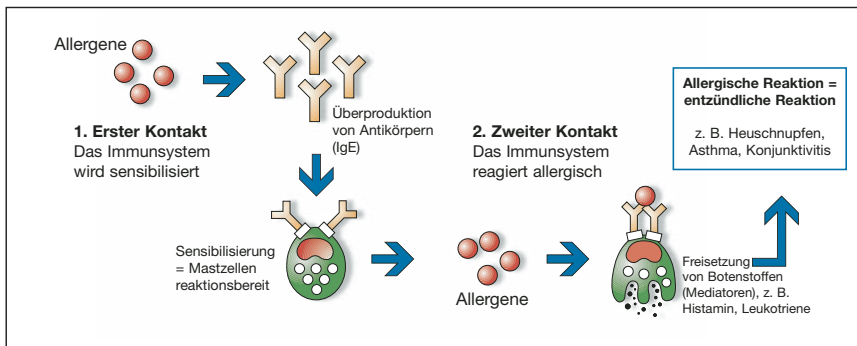 Allergene
1. Erster Kontakt
Das Immunsystem
wird sensibilisiert
Überproduktion
von Antikörpern
(IgE)
Sensibilisierung
= Mastzellen
reaktionsbereit
2. Zweiter Kontakt
Das Immunsystem
reagiert allergisch
Allergene
Freisetzung
von Botenstoffen
(Mediatoren), z. B.
Histamin, Leukotriene
Allergische Reaktion =
entzündliche Reaktion
z. B. Heuschnupfen,
Asthma, Konjunktivitis